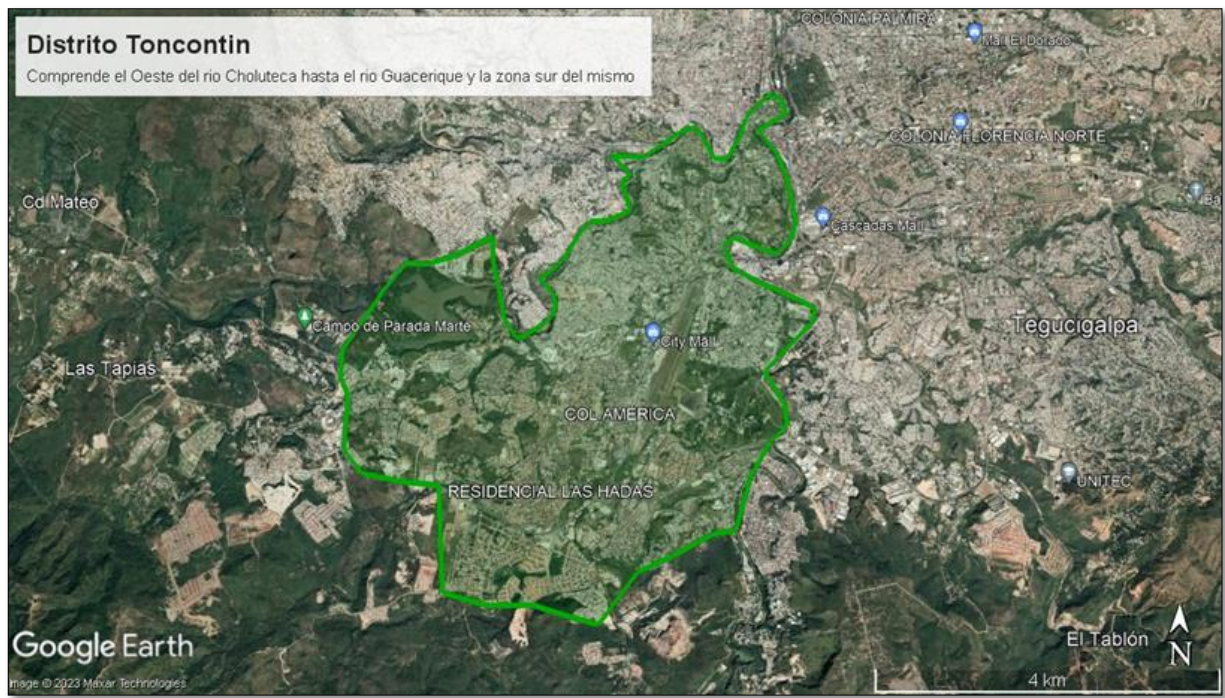 COLONIA PALMIRA
Distrito Toncontin
Mall El Dorado
Comprende el Oeste del rio Choluteca hasta el rio Guacerique y la zona sur del mismo
COLONIA FLORENCIA NORTE
Cd Mateo
Ba
Cascadas Mall
Campo de Parada Marte
Tegucigalpa
City Mall
Las Tapias
COL AMERICA
UNITEC
RESIDENCIAL LAS HADAS
Google Earth
El Tablón
N
4 km
Image © 2023 Maxar Technologies